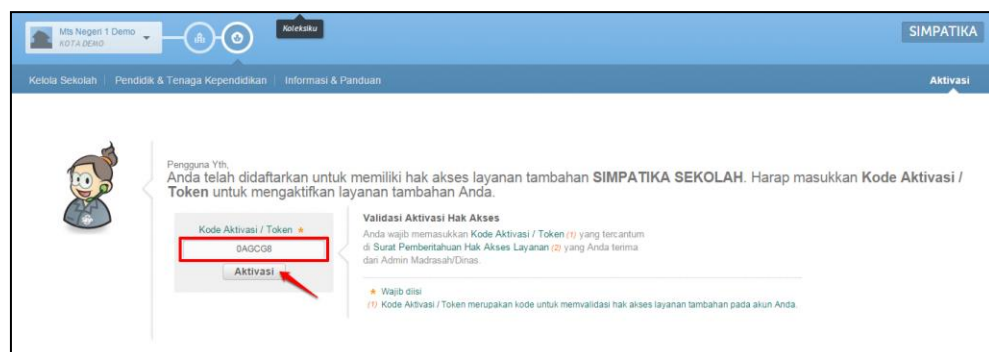 Mts Negeri 1 Demo
KOTA DEMO
Koleksiku
SIMPATIKA
Kelola Sekolah | Pendidik & Tenaga Kependidikan | Informasi & Panduan
Aktivasi
Pengguna Yth,
Anda telah didaftarkan untuk memiliki hak akses layanan tambahan SIMPATIKA SEKOLAH. Harap masukkan Kode Aktivasi /
Token untuk mengaktifkan layanan tambahan Anda.
Kode Aktivasi / Token ★
0AGCG8
Aktivasi
Validasi Aktivasi Hak Akses
Anda wajib memasukkan Kode Aktivasi / Token (1) yang tercantum
di Surat Pemberitahuan Hak Akses Layanan (2) yang Anda terima
dari Admin Madrasah/Dinas.
★ Wajib diisi
(1) Kode Aktivasi / Token merupakan kode untuk memvalidasi hak akses layanan tambahan pada akun Anda.